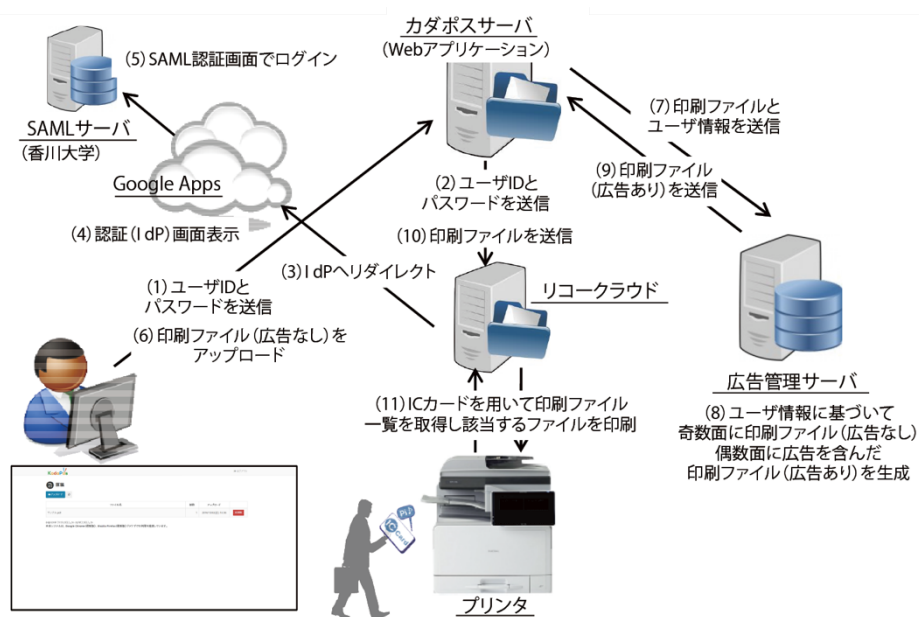 カダポスサーバ
(Webアプリケーション)
(5) SAML認証画面でログイン
SAMLサーバ
(香川大学)
Google Apps
(7) 印刷ファイルと
ユーザ情報を送信
(9) 印刷ファイル
(広告あり)を送信
(2) ユーザIDと
パスワードを送信
(4) 認証(I dP)画面表示
(10) 印刷ファイルを送信
(3) I dPへリダイレクト
(1) ユーザIDと
パスワードを送信
リコークラウド
(6) 印刷ファイル(広告なし)を
アップロード
広告管理サーバ
(11) ICカードを用いて印刷ファイル
一覧を取得し該当するファイルを印刷
(8) ユーザ情報に基づいて
奇数面に印刷ファイル(広告なし)
偶数面に広告を含んだ
印刷ファイル(広告あり)を生成
KadaPos
Pi♪
IC Card
プリンタ